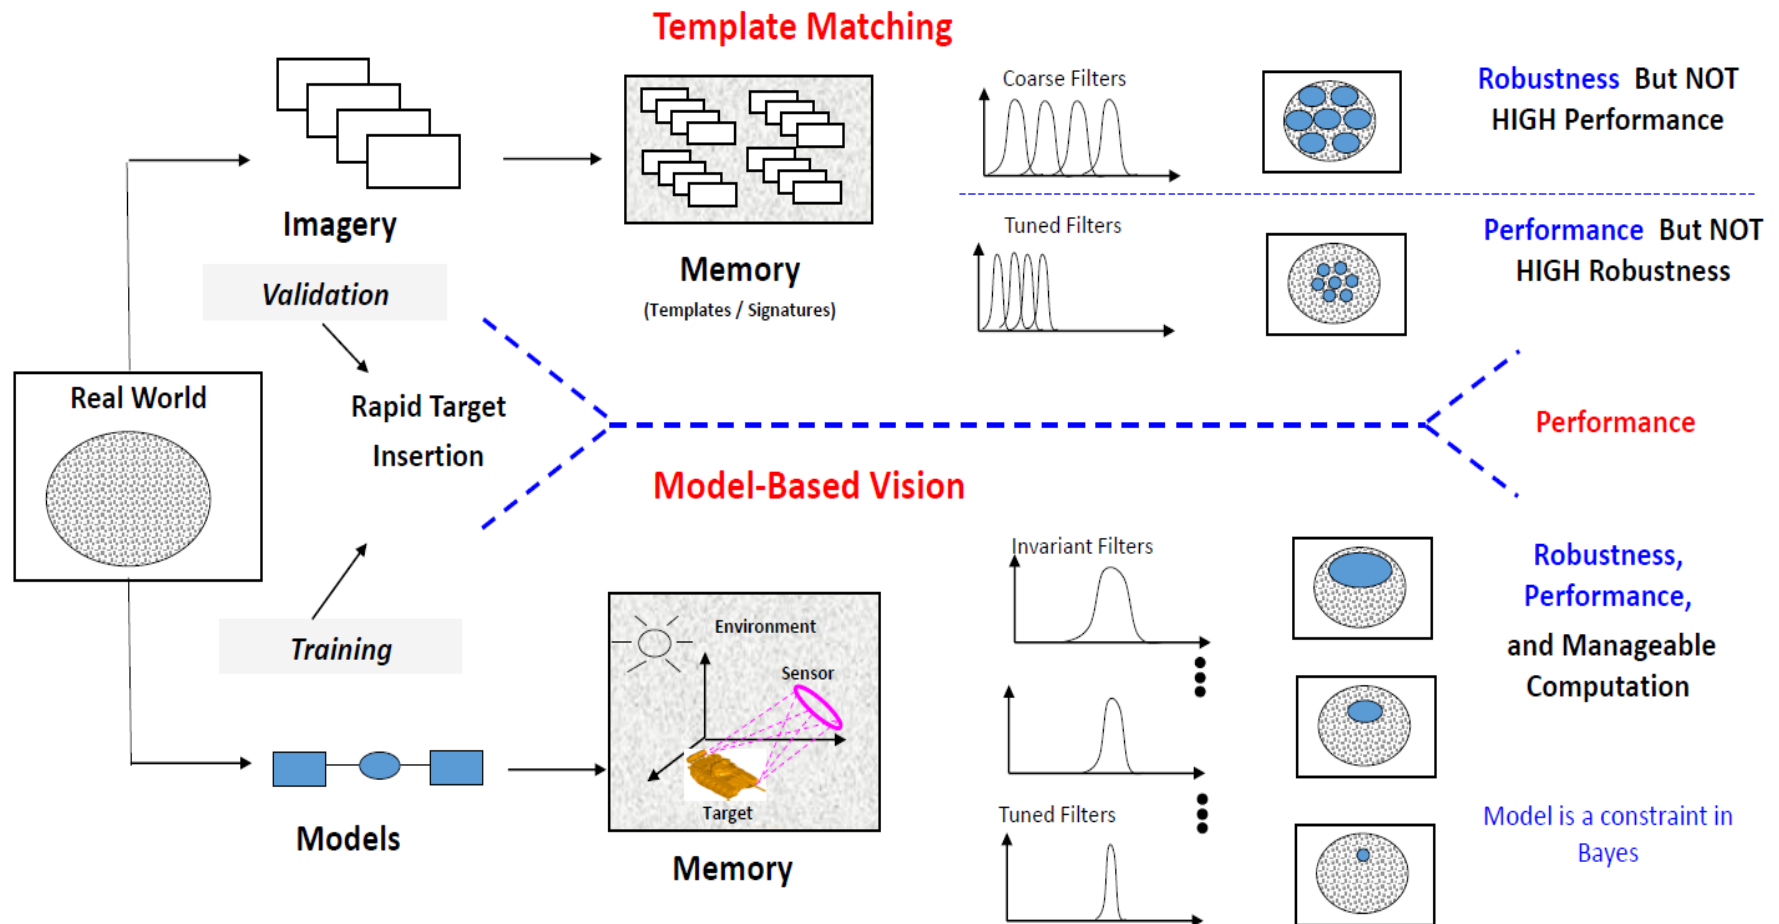 Template Matching
Imagery
Memory
(Templates / Signatures)
Coarse Filters
Robustness But NOT
HIGH Performance
Tuned Filters
Performance But NOT
HIGH Robustness
Validation
Real World
Rapid Target
Insertion
Training
Performance
Model-Based Vision
Models
Environment
Sensor
Target
Memory
Invariant Filters
Tuned Filters
Robustness,
Performance,
and Manageable
Computation
Model is a constraint in
Bayes